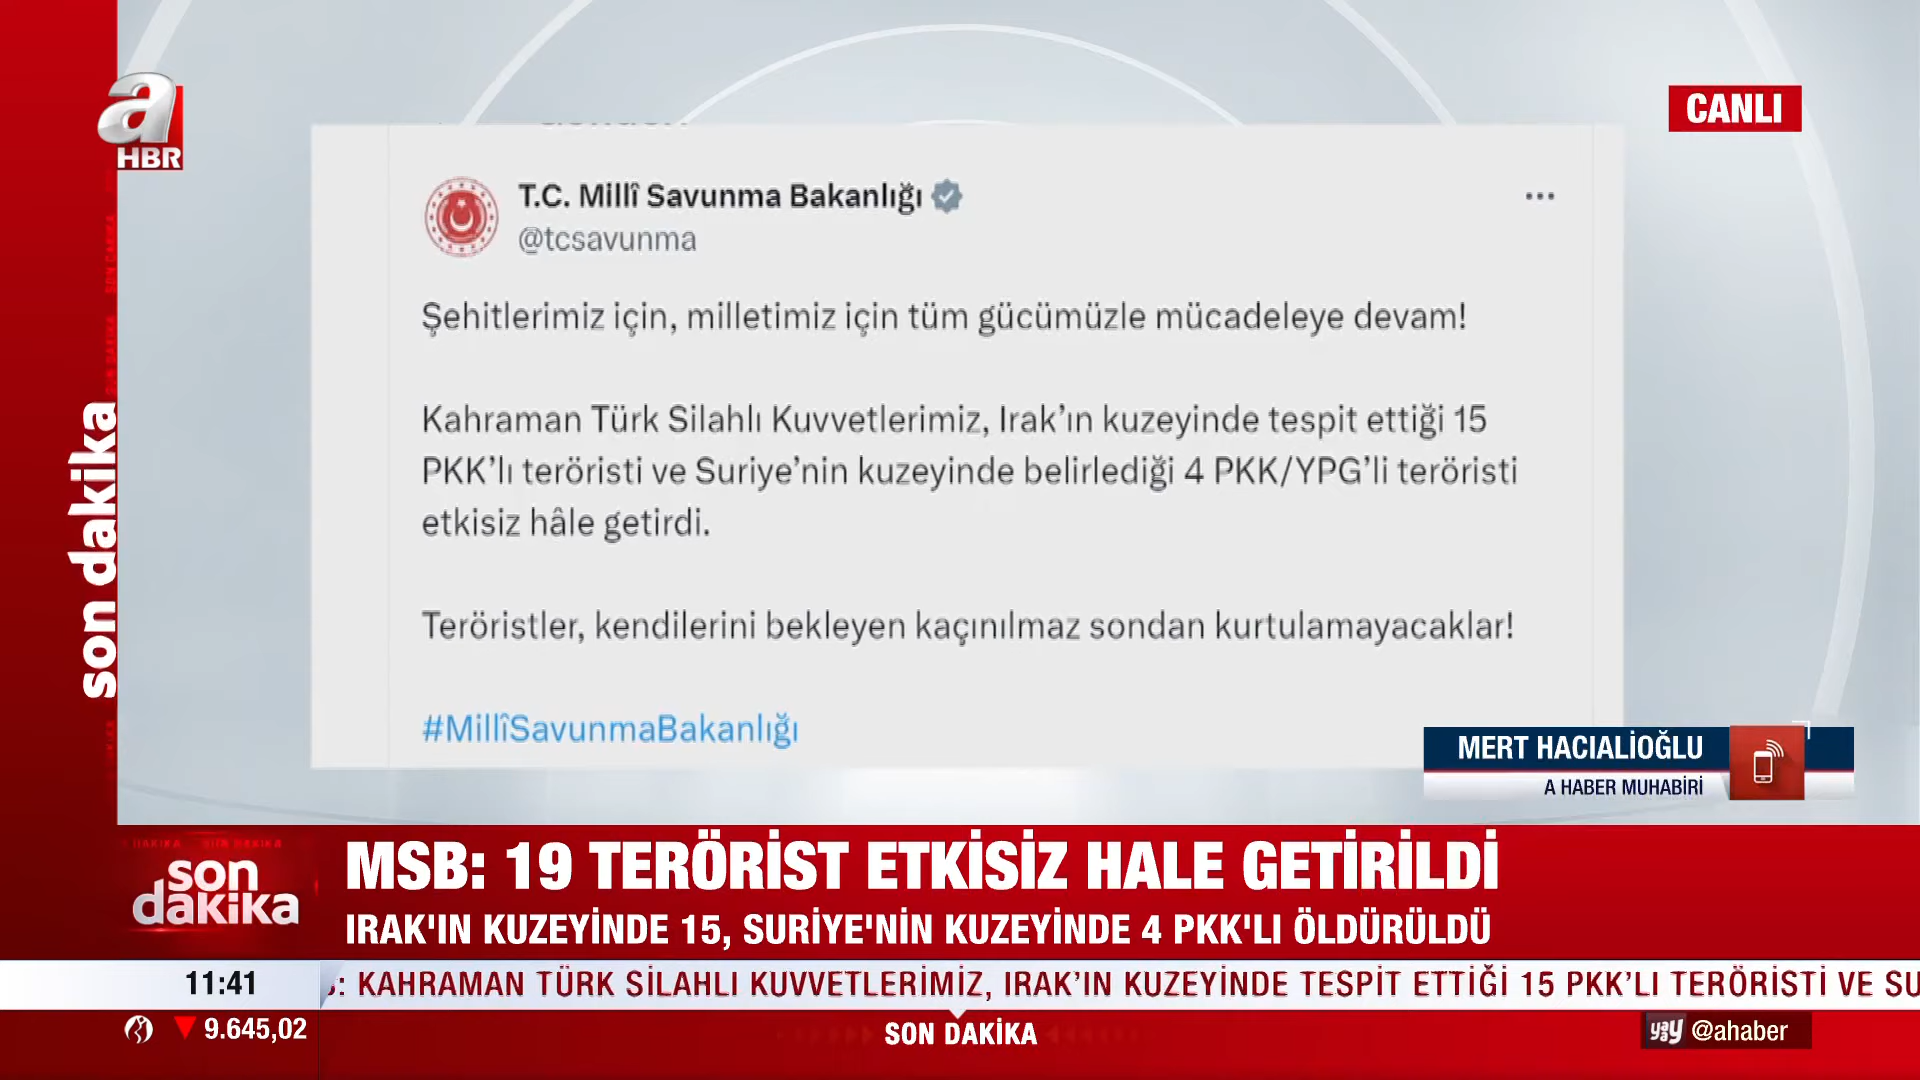 a
HBR
CANLI
T.C. Millî Savunma Bakanlığı
@tcsavunma
Şehitlerimiz için, milletimiz için tüm gücümüzle mücadeleye devam!
Kahraman Türk Silahlı Kuvvetlerimiz, Irak’ın kuzeyinde tespit ettiği 15
PKK’lı teröristi ve Suriye’nin kuzeyinde belirlediği 4 PKK/YPG’li teröristi
etkisiz hâle getirdi.
Teröristler, kendilerini bekleyen kaçınılmaz sondan kurtulamayacaklar!
#MillîSavunmaBakanlığı
son dakika
MERT HACIALİOĞLU
A HABER MUHABİRİ
son
dakika
MSB: 19 TERÖRİST ETKİSİZ HALE GETİRİLDİ
IRAK'IN KUZEYİNDE 15, SURİYE'NİN KUZEYİNDE 4 PKK'LI ÖLDÜRÜLDÜ
11:41
: KAHRAMAN TÜRK SİLAHLI KUVVETLERİMİZ, IRAK’IN KUZEYİNDE TESPİT ETTİĞİ 15 PKK’LI TERÖRİSTİ VE SU
9.645,02
SON DAKİKA
yaay @ahaber